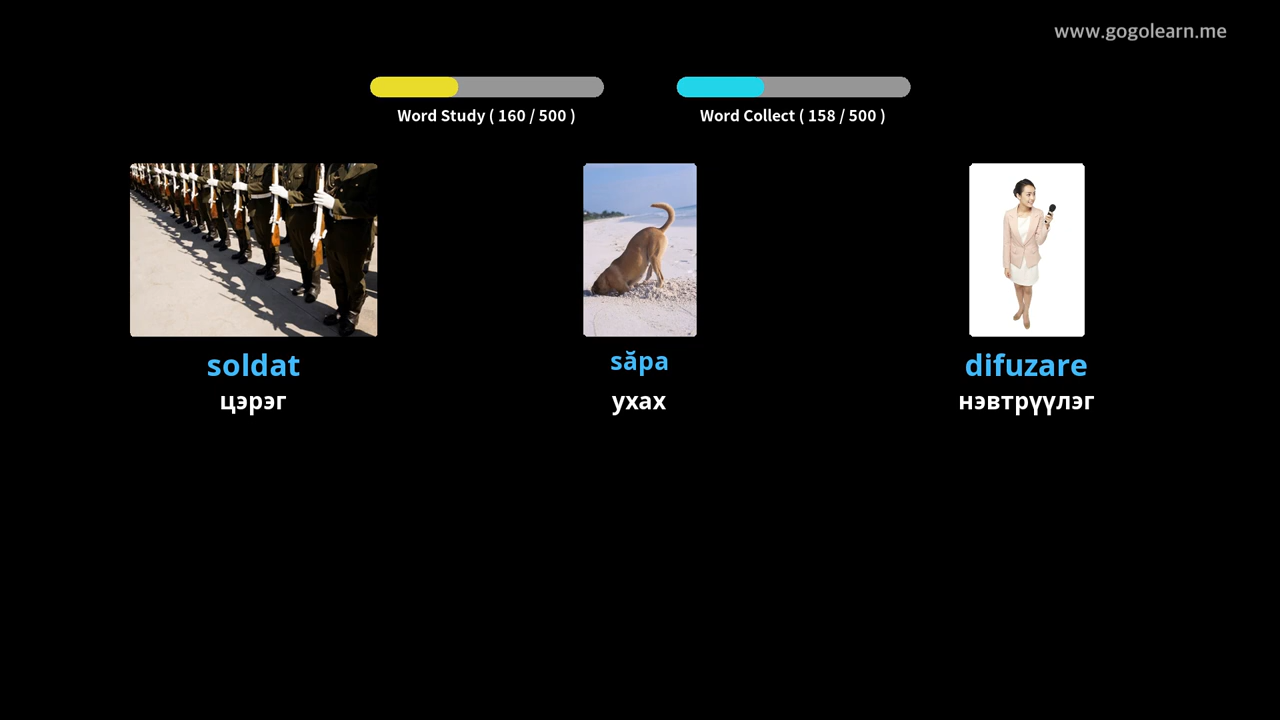 www.gogolearn.me
Word Study ( 160 / 500 )
Word Collect ( 158 / 500 )
soldat
săpa
difuzare
цэрэг
ухах
нэвтрүүлэг